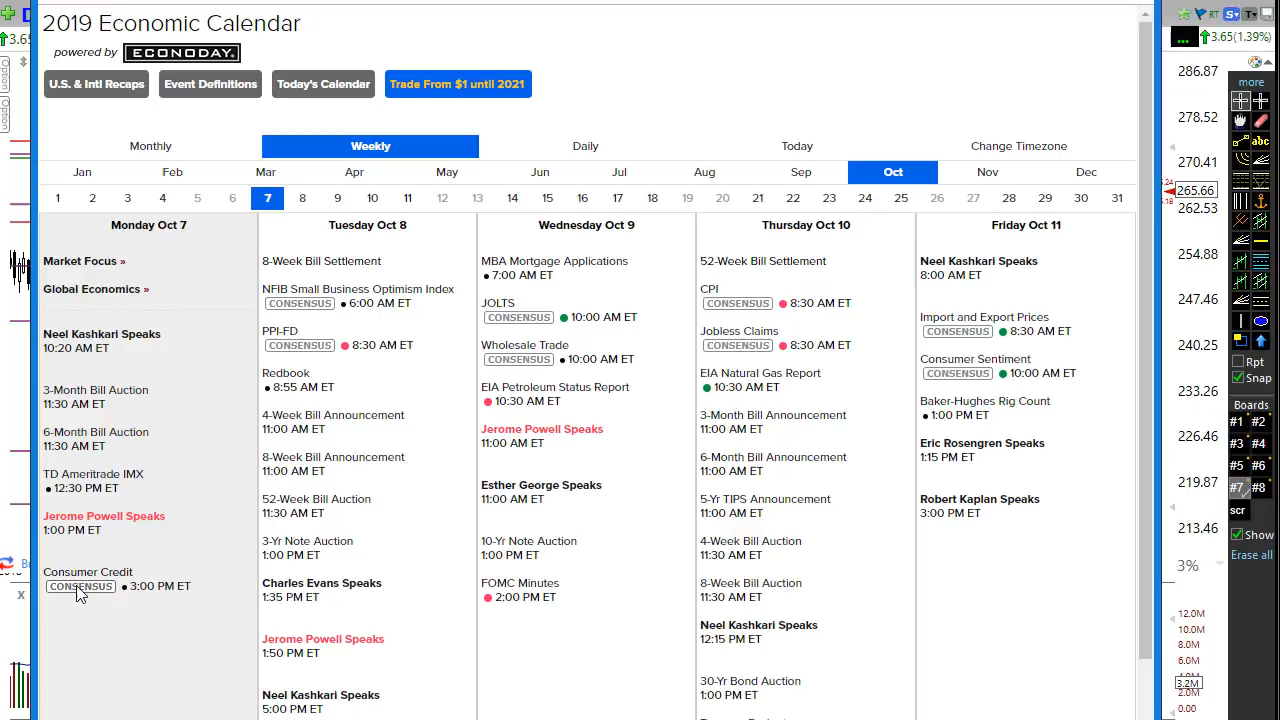 2019 Economic Calendar
powered by ECONODAY
U.S. & Intl Recaps
Event Definitions
Today's Calendar
Trade From $1 until 2021
Monthly Weekly Daily Today Change Timezone
Jan Feb Mar Apr May Jun Jul Aug Sep Oct Nov Dec
1 2 3 4 5 6 7 8 9 10 11 12 13 14 15 16 17 18 19 20 21 22 23 24 25 26 27 28 29 30 31
Monday Oct 7
Market Focus »
Global Economics »
Neel Kashkari Speaks
10:20 AM ET
3-Month Bill Auction
11:30 AM ET
6-Month Bill Auction
11:30 AM ET
TD Ameritrade IMX
12:30 PM ET
Jerome Powell Speaks
1:00 PM ET
Consumer Credit
CONSENSUS 3:00 PM ET
Tuesday Oct 8
8-Week Bill Settlement
NFIB Small Business Optimism Index
CONSENSUS 6:00 AM ET
PPI-FD
CONSENSUS 8:30 AM ET
Redbook
8:55 AM ET
4-Week Bill Announcement
11:00 AM ET
8-Week Bill Announcement
11:00 AM ET
52-Week Bill Auction
11:30 AM ET
3-Yr Note Auction
1:00 PM ET
Charles Evans Speaks
1:35 PM ET
Jerome Powell Speaks
1:50 PM ET
Neel Kashkari Speaks
5:00 PM ET
Wednesday Oct 9
MBA Mortgage Applications
7:00 AM ET
JOLTS
CONSENSUS 10:00 AM ET
Wholesale Trade
CONSENSUS 10:00 AM ET
EIA Petroleum Status Report
10:30 AM ET
Jerome Powell Speaks
11:00 AM ET
Esther George Speaks
11:00 AM ET
10-Yr Note Auction
1:00 PM ET
FOMC Minutes
2:00 PM ET
Thursday Oct 10
52-Week Bill Settlement
CPI
CONSENSUS 8:30 AM ET
Jobless Claims
CONSENSUS 8:30 AM ET
EIA Natural Gas Report
10:30 AM ET
3-Month Bill Announcement
11:00 AM ET
6-Month Bill Announcement
11:00 AM ET
5-Yr TIPS Announcement
11:00 AM ET
4-Week Bill Auction
11:30 AM ET
8-Week Bill Auction
11:30 AM ET
Neel Kashkari Speaks
12:15 PM ET
30-Yr Bond Auction
1:00 PM ET
Friday Oct 11
Neel Kashkari Speaks
8:00 AM ET
Import and Export Prices
CONSENSUS 8:30 AM ET
Consumer Sentiment
CONSENSUS 10:00 AM ET
Baker-Hughes Rig Count
1:00 PM ET
Eric Rosengren Speaks
1:15 PM ET
Robert Kaplan Speaks
3:00 PM ET
Option
Option
X
RT S T
... 3.65(1.39%)
286.87
278.52
270.41
265.66
262.53
254.88
247.46
240.25
233.26
226.46
219.87
213.46
3%
12.0M
10.0M
8.0M
6.0M
3.2M
2.0M
0.00
more
abc
Rpt
Snap
Boards
#1 #2
#3 #4
#5 #6
#7 #8
scr
Show
Erase all